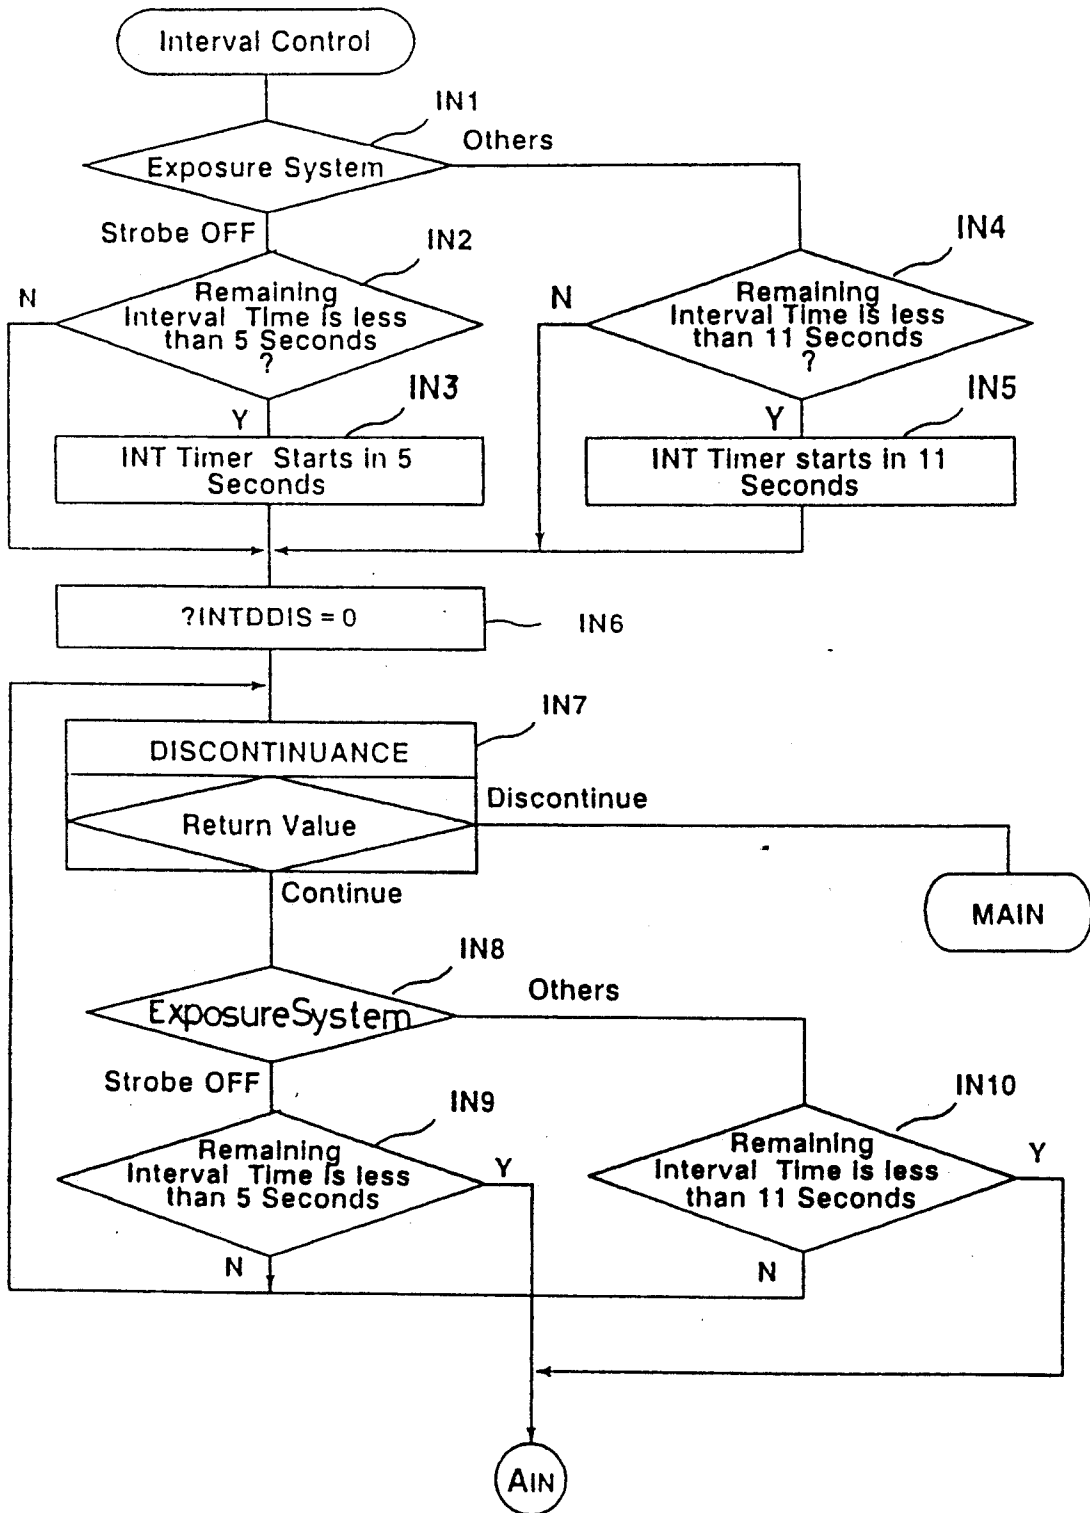 Interval Control
IN1
Others
Exposure System
Strobe OFF
IN2
IN4
N
Remaining
Interval Time is less
than 5 Seconds
?
N
Remaining
Interval Time is less
than 11 Seconds
?
Y
IN3
Y
IN5
INT Timer Starts in 5
Seconds
INT Timer starts in 11
Seconds
?INTDDIS = 0
IN6
IN7
DISCONTINUANCE
Discontinue
Return Value
Continue
MAIN
IN8
Others
ExposureSystem
Strobe OFF
IN9
IN10
Remaining
Interval Time is less
than 5 Seconds
Y
Remaining
Interval Time is less
than 11 Seconds
Y
N
N
AIN